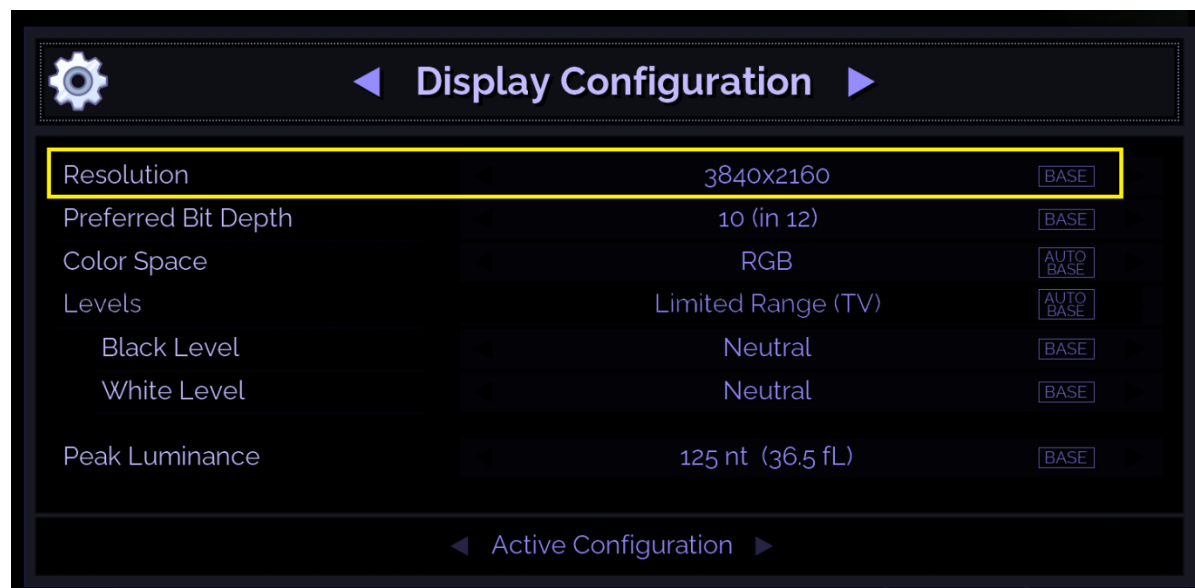 Display Configuration
Resolution 3840x2160 BASE
Preferred Bit Depth 10 (in 12) BASE
Color Space RGB AUTO BASE
Levels Limited Range (TV) AUTO BASE
Black Level Neutral BASE
White Level Neutral BASE
Peak Luminance 125 nt (36.5 fL) BASE
Active Configuration